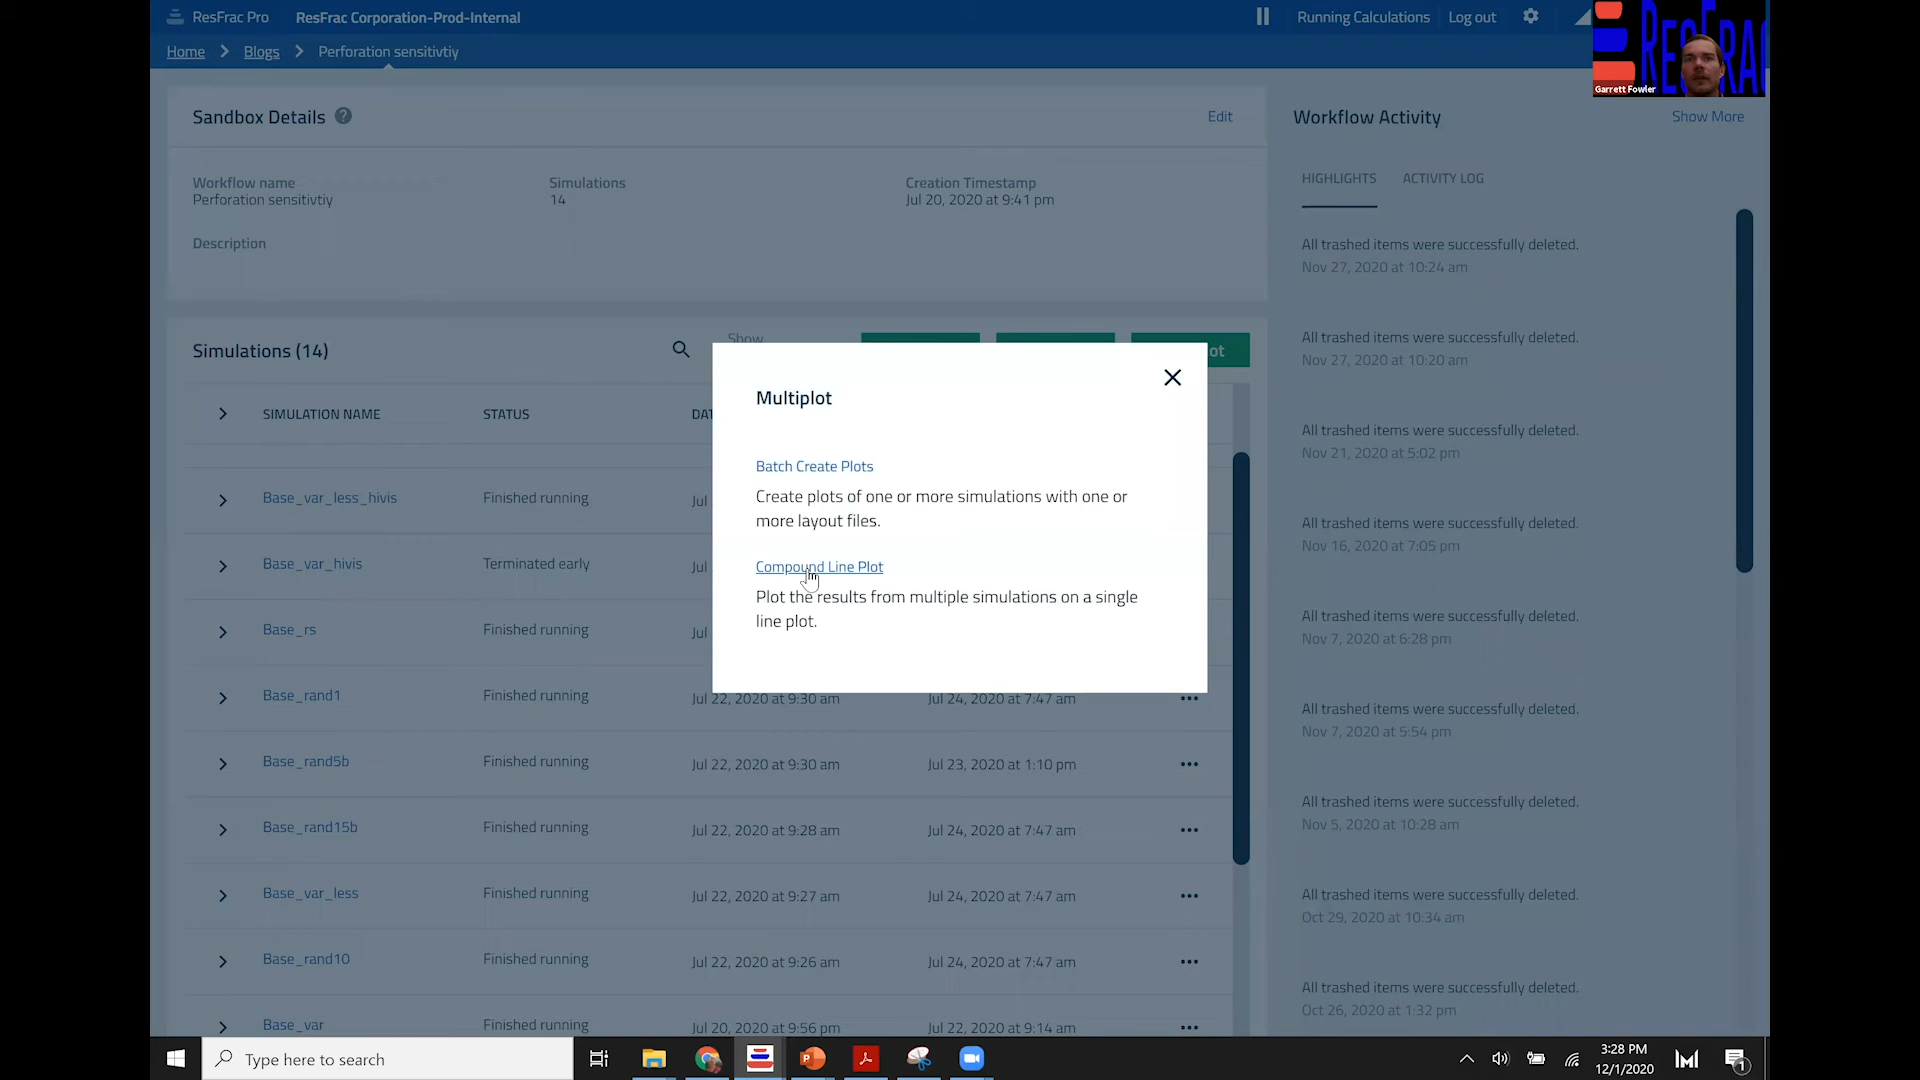 ResFrac Pro
ResFrac Corporation-Prod-Internal
Running Calculations
Log out
Home
Blogs
Perforation sensitivtiy
Garrett Fowler
Sandbox Details
Edit
Workflow name
Perforation sensitivtiy
Simulations
14
Creation Timestamp
Jul 20, 2020 at 9:41 pm
Description
Workflow Activity
Show More
HIGHLIGHTS
ACTIVITY LOG
All trashed items were successfully deleted.
Nov 27, 2020 at 10:24 am
All trashed items were successfully deleted.
Nov 27, 2020 at 10:20 am
All trashed items were successfully deleted.
Nov 21, 2020 at 5:02 pm
All trashed items were successfully deleted.
Nov 16, 2020 at 7:05 pm
All trashed items were successfully deleted.
Nov 7, 2020 at 6:28 pm
All trashed items were successfully deleted.
Nov 7, 2020 at 5:54 pm
All trashed items were successfully deleted.
Nov 5, 2020 at 10:28 am
All trashed items were successfully deleted.
Oct 29, 2020 at 10:34 am
All trashed items were successfully deleted.
Oct 26, 2020 at 1:32 pm
Simulations (14)
Show
ot
SIMULATION NAME
STATUS
DAT
Base_var_less_hivis
Finished running
Jul
Base_var_hivis
Terminated early
Jul
Base_rs
Finished running
Jul
Base_rand1
Finished running
Jul 22, 2020 at 9:30 am
Jul 24, 2020 at 7:47 am
Base_rand5b
Finished running
Jul 22, 2020 at 9:30 am
Jul 23, 2020 at 1:10 pm
Base_rand15b
Finished running
Jul 22, 2020 at 9:28 am
Jul 24, 2020 at 7:47 am
Base_var_less
Finished running
Jul 22, 2020 at 9:27 am
Jul 24, 2020 at 7:47 am
Base_rand10
Finished running
Jul 22, 2020 at 9:26 am
Jul 24, 2020 at 7:47 am
Base_var
Finished running
Jul 20, 2020 at 9:56 pm
Jul 22, 2020 at 9:14 am
Multiplot
Batch Create Plots
Create plots of one or more simulations with one or
more layout files.
Compound Line Plot
Plot the results from multiple simulations on a single
line plot.
Type here to search
3:28 PM
12/1/2020
1